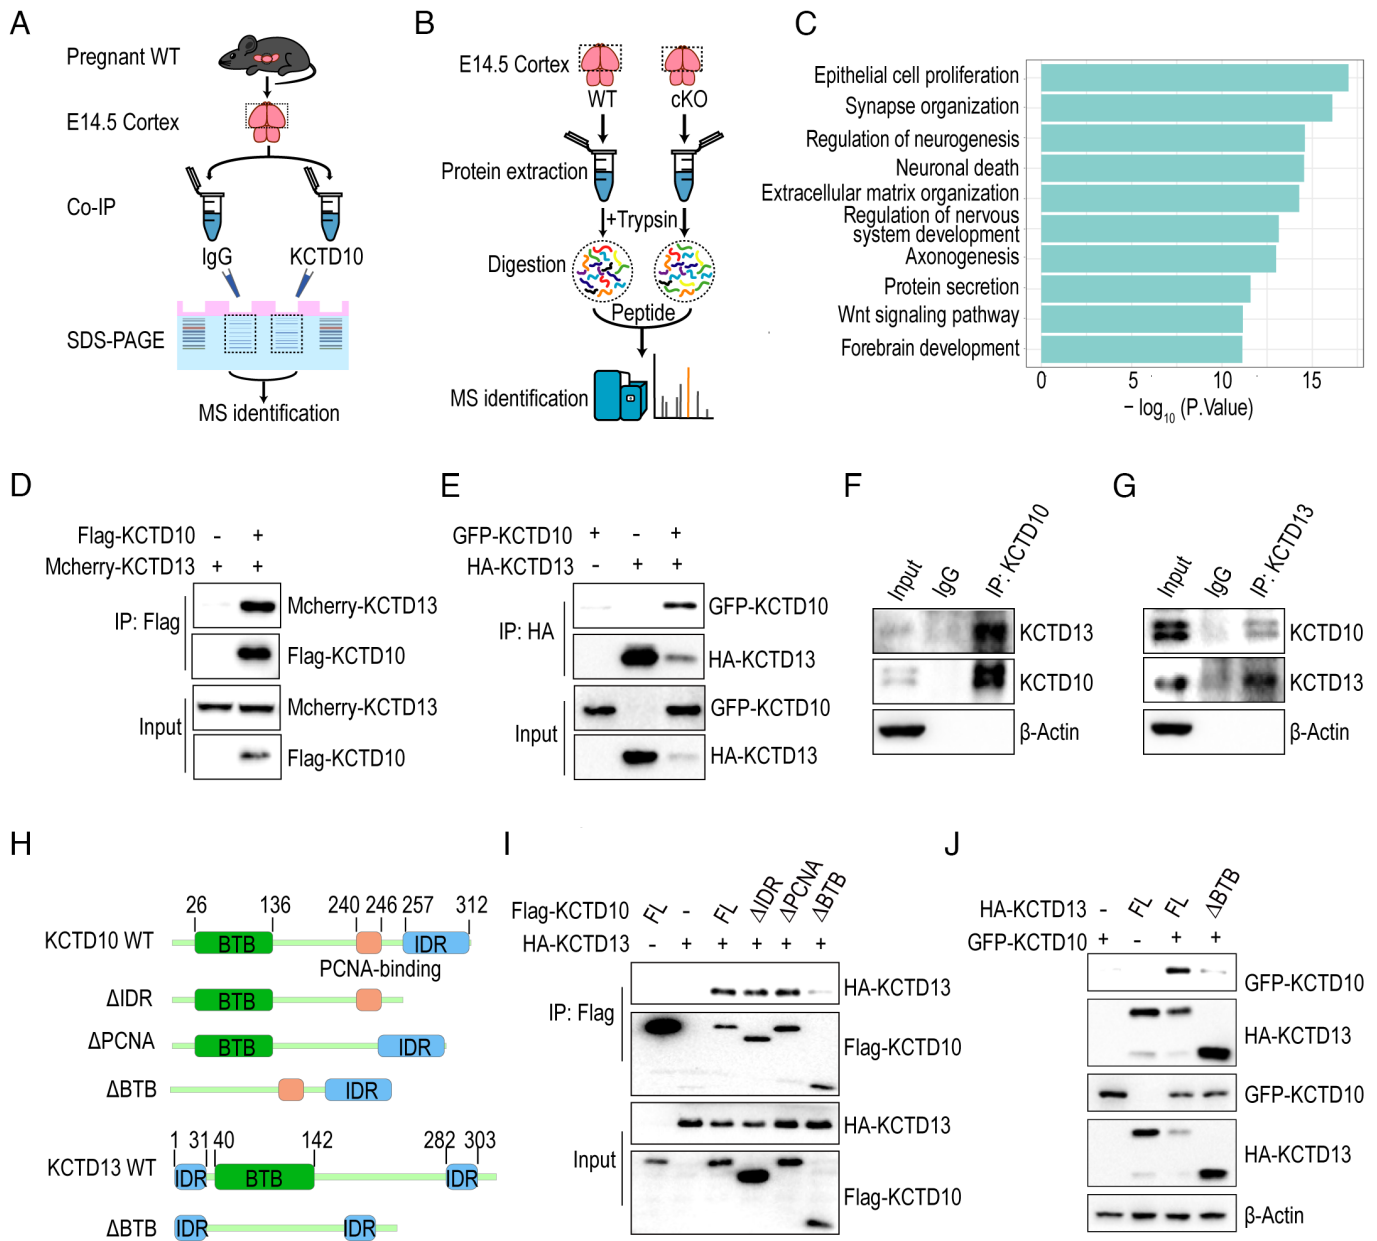 A
Pregnant WT
E14.5 Cortex
Co-IP
IgG
KCTD10
SDS-PAGE
MS identification
B
E14.5 Cortex
WT
cKO
Protein extraction
+Trypsin
Digestion
Peptide
MS identification
C
Epithelial cell proliferation
Synapse organization
Regulation of neurogenesis
Neuronal death
Extracellular matrix organization
Regulation of nervous
system development
Axonogenesis
Protein secretion
Wnt signaling pathway
Forebrain development
0 5 10 15
− log10 (P.Value)
D
Flag-KCTD10 - +
Mcherry-KCTD13 + +
IP: Flag
Mcherry-KCTD13
Flag-KCTD10
Input
Mcherry-KCTD13
Flag-KCTD10
E
GFP-KCTD10 + - +
HA-KCTD13 - + +
IP: HA
GFP-KCTD10
HA-KCTD13
Input
GFP-KCTD10
HA-KCTD13
F
Input IgG IP: KCTD10
KCTD13
KCTD10
β-Actin
G
Input IgG IP: KCTD13
KCTD10
KCTD13
β-Actin
H
26 136 240 246 257 312
KCTD10 WT BTB IDR
PCNA-binding
ΔIDR BTB
ΔPCNA BTB IDR
ΔBTB IDR
1 31 40 142 282 303
KCTD13 WT IDR BTB IDR
ΔBTB IDR IDR
I
Flag-KCTD10 FL - FL ΔIDR ΔPCNA ΔBTB
HA-KCTD13 - + + + + +
IP: Flag
HA-KCTD13
Flag-KCTD10
Input
HA-KCTD13
Flag-KCTD10
J
HA-KCTD13 - FL FL ΔBTB
GFP-KCTD10 + - + +
GFP-KCTD10
HA-KCTD13
GFP-KCTD10
HA-KCTD13
β-Actin